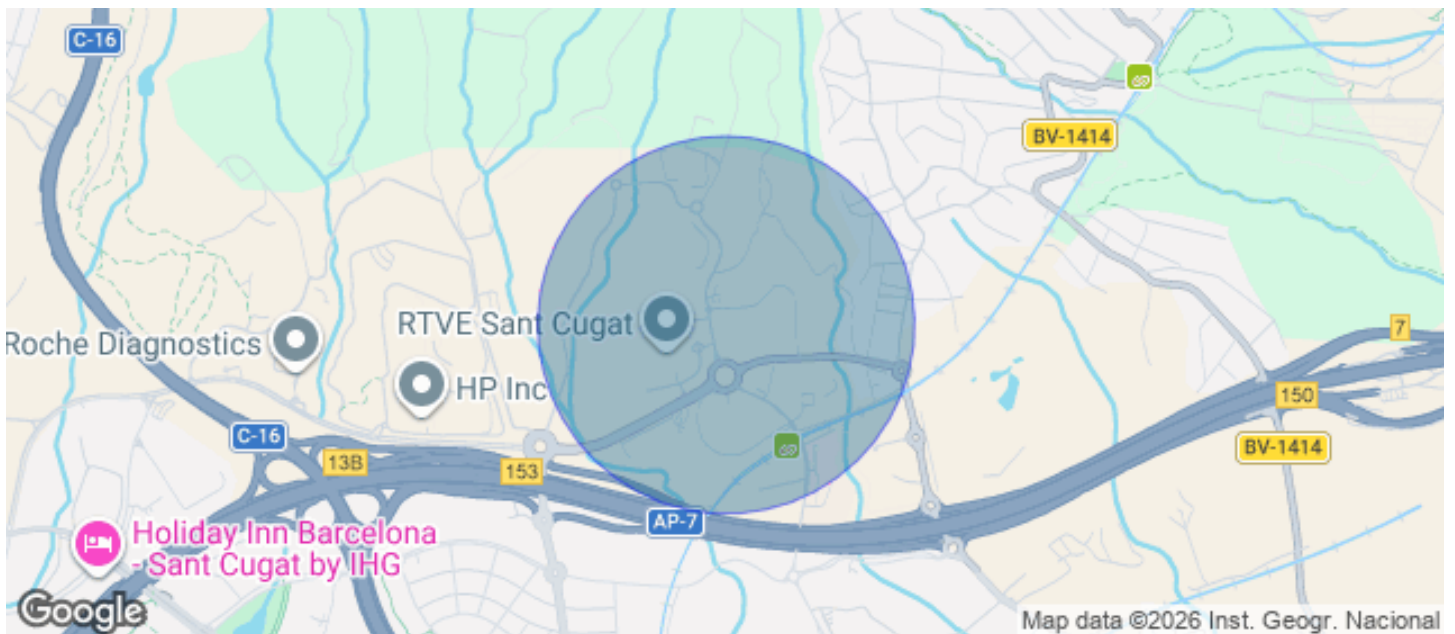 C-16
BV-1414
RTVE Sant Cugat
Roche Diagnostics
7
HP Inc
150
C-16
BV-1414
13B
153
AP-7
Holiday Inn Barcelona
- Sant Cugat by IHG
Google
Map data ©2026 Inst. Geogr. Nacional